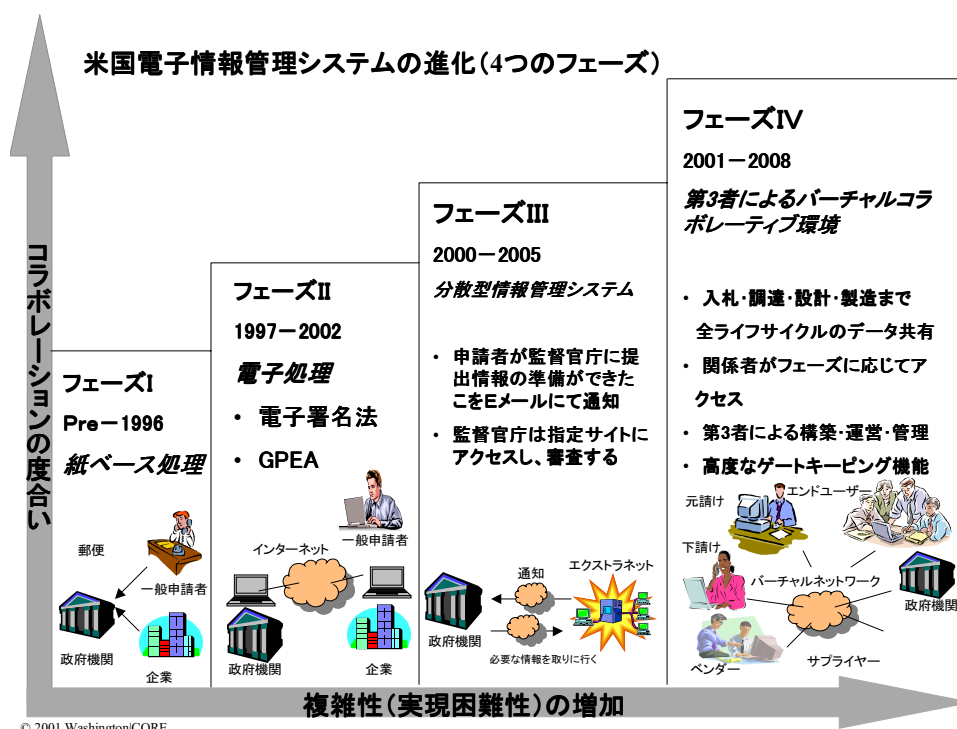 米国電子情報管理システムの進化（4つのフェーズ）
コラボレーションの度合い
フェーズI
Pre－1996
紙ベース処理
郵便
一般申請者
政府機関
企業
フェーズII
1997－2002
電子処理
• 電子署名法
• GPEA
一般申請者
インターネット
政府機関
企業
フェーズIII
2000－2005
分散型情報管理システム
• 申請者が監督官庁に提
出情報の準備ができた
こをEメールにて通知
• 監督官庁は指定サイトに
アクセスし、審査する
通知
エクストラネット
政府機関
必要な情報を取りに行く
フェーズIV
2001－2008
第3者によるバーチャルコラ
ボレーティブ環境
• 入札・調達・設計・製造まで
全ライフサイクルのデータ共有
• 関係者がフェーズに応じてア
クセス
• 第3者による構築・運営・管理
• 高度なゲートキーピング機能
元請け
エンドユーザー
下請け
バーチャルネットワーク
政府機関
ベンダー
サプライヤー
複雑性（実現困難性）の増加
© 2001 Washington|CORE